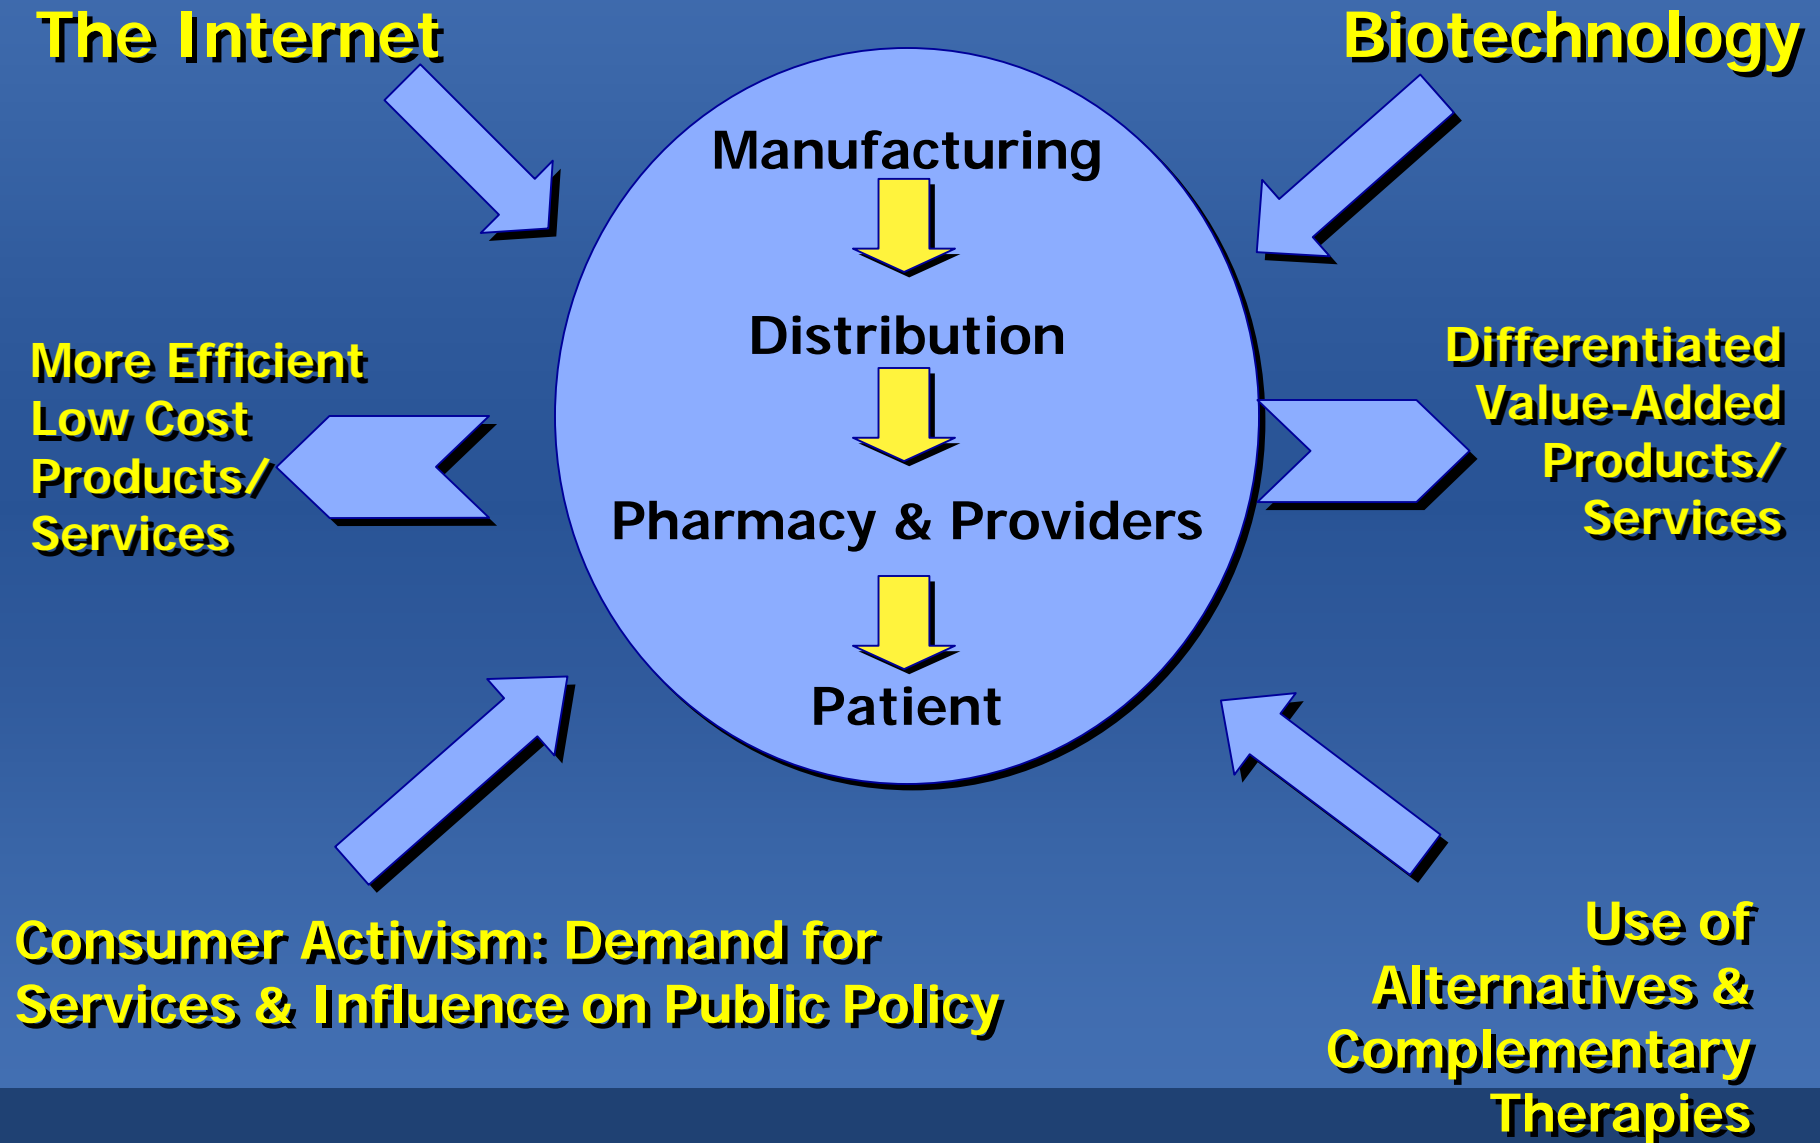 The Internet
Biotechnology
Manufacturing
Distribution
Pharmacy & Providers
Patient
More Efficient
Low Cost
Products/
Services
Differentiated
Value-Added
Products/
Services
Consumer Activism: Demand for
Services & Influence on Public Policy
Use of
Alternatives &
Complementary
Therapies